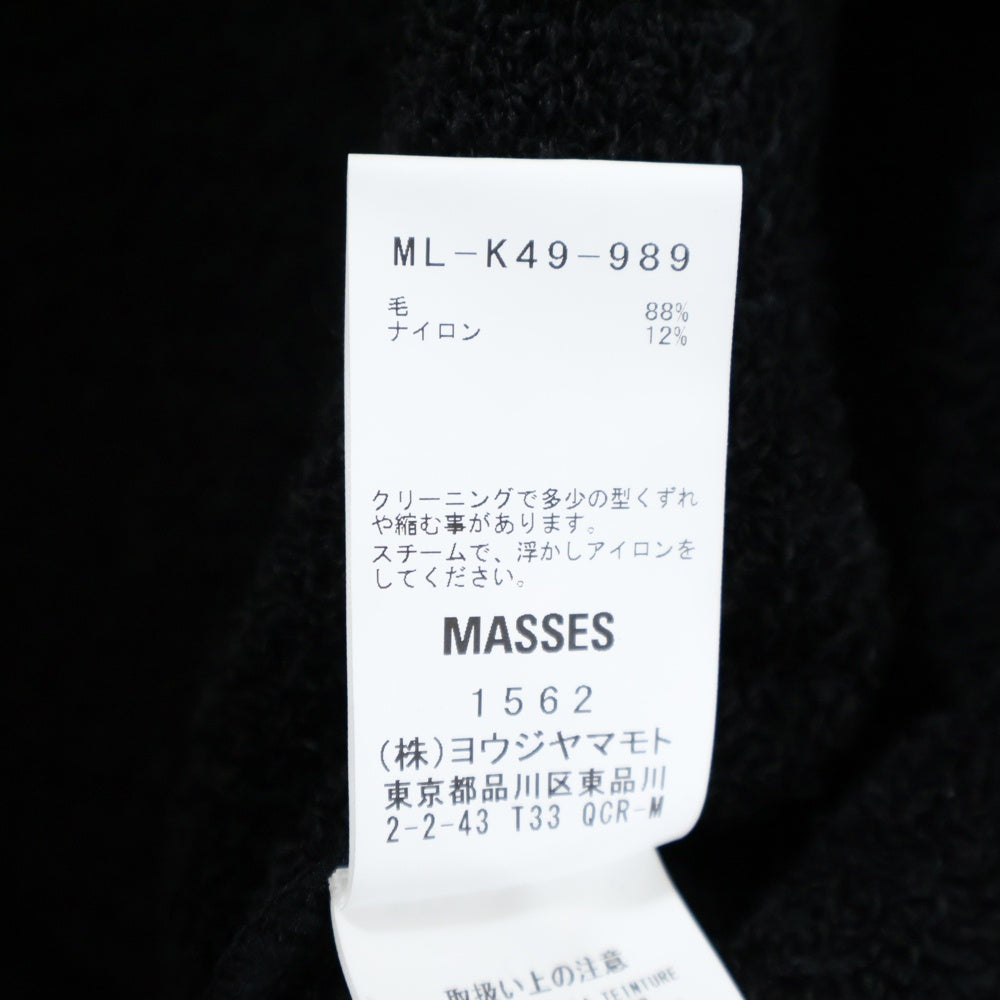 ML-K49-989
毛 88%
ナイロン 12%
クリーニングで多少の型くずれ
や縮む事があります。
スチームで、浮かしアイロンを
してください。
MASSES
1562
(株)ヨウジヤマモト
東京都品川区東品川
2-2-43 T33 QCR-M
取扱い上の注意
TEINTURE